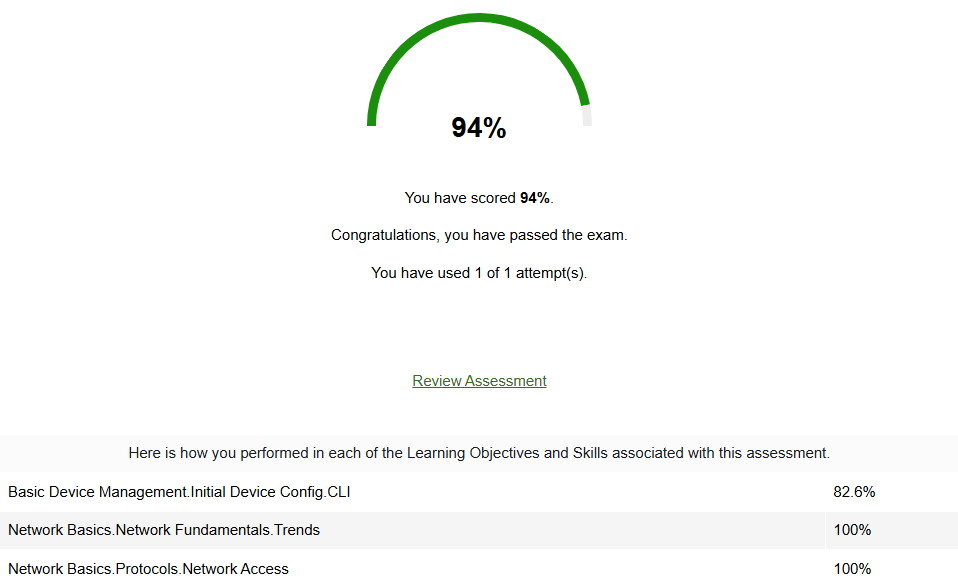 94%
You have scored 94%.
Congratulations, you have passed the exam.
You have used 1 of 1 attempt(s).
Review Assessment
Here is how you performed in each of the Learning Objectives and Skills associated with this assessment.
Basic Device Management.Initial Device Config.CLI 82.6%
Network Basics.Network Fundamentals.Trends 100%
Network Basics.Protocols.Network Access 100%